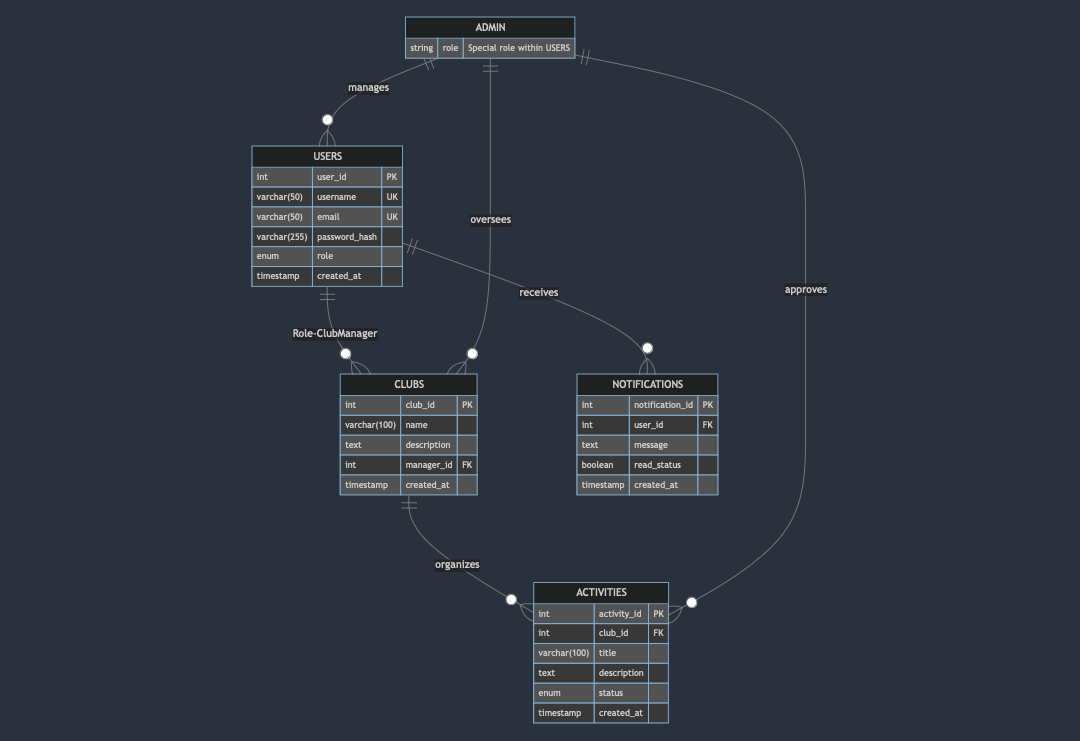 ADMIN
string role Special role within USERS
manages
USERS
int user_id PK
varchar(50) username UK
varchar(50) email UK
varchar(255) password_hash
enum role
timestamp created_at
oversees
receives
approves
Role-ClubManager
CLUBS
int club_id PK
varchar(100) name
text description
int manager_id FK
timestamp created_at
NOTIFICATIONS
int notification_id PK
int user_id FK
text message
boolean read_status
timestamp created_at
organizes
ACTIVITIES
int activity_id PK
int club_id FK
varchar(100) title
text description
enum status
timestamp created_at